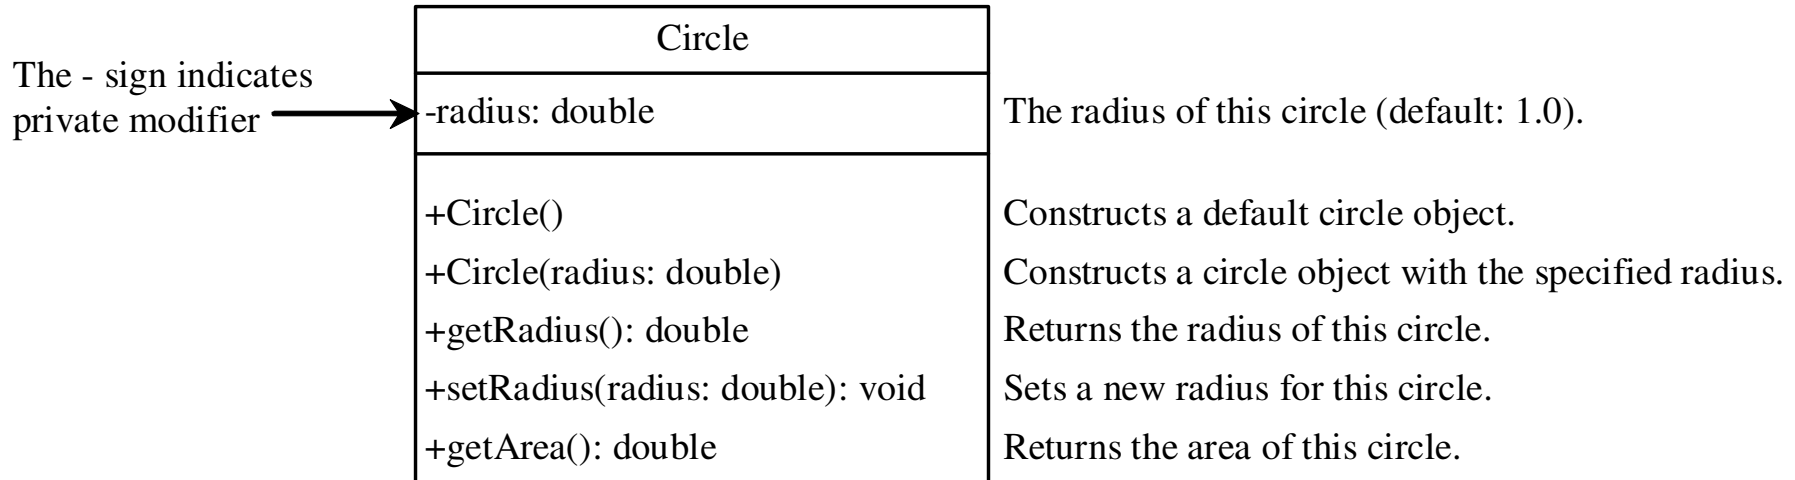 Circle
The - sign indicates
private modifier
-radius: double
The radius of this circle (default: 1.0).
+Circle()
Constructs a default circle object.
+Circle(radius: double)
Constructs a circle object with the specified radius.
+getRadius(): double
Returns the radius of this circle.
+setRadius(radius: double): void
Sets a new radius for this circle.
+getArea(): double
Returns the area of this circle.